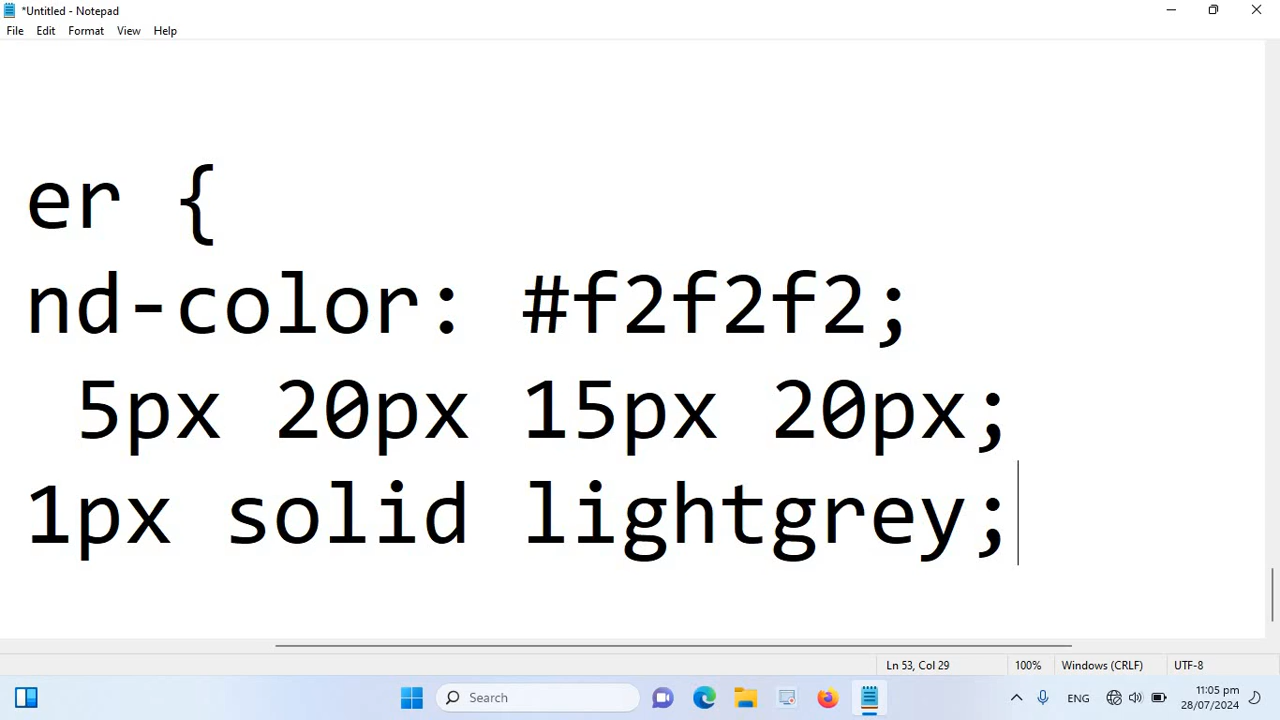 *Untitled - Notepad
File Edit Format View Help
er {
nd-color: #f2f2f2;
5px 20px 15px 20px;
1px solid lightgrey;
Ln 53, Col 29 100% Windows (CRLF) UTF-8
Search ENG 11:05 pm
28/07/2024